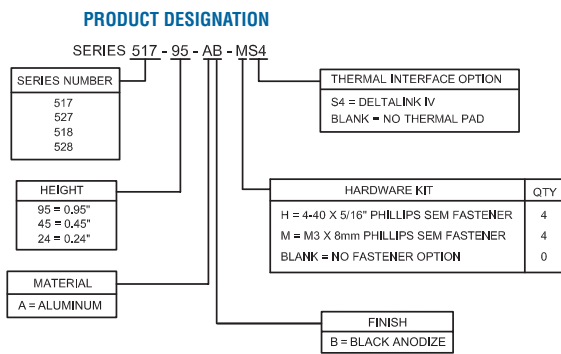 PRODUCT DESIGNATION
SERIES 517 - 95 - AB - MS4
SERIES NUMBER
517
527
518
528
THERMAL INTERFACE OPTION
S4 = DELTALINK IV
BLANK = NO THERMAL PAD
HEIGHT
95 = 0.95"
45 = 0.45"
24 = 0.24"
HARDWARE KIT QTY
H = 4-40 X 5/16" PHILLIPS SEM FASTENER 4
M = M3 X 8mm PHILLIPS SEM FASTENER 4
BLANK = NO FASTENER OPTION 0
MATERIAL
A = ALUMINUM
FINISH
B = BLACK ANODIZE